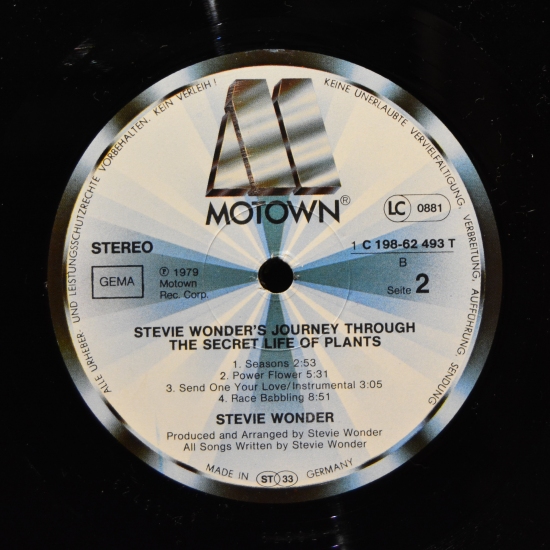 ALLE URHEBER- UND LEISTUNGSSCHUTZRECHTE VORBEHALTEN. KEIN VERLEIH! KEINE UNERLAUBTE VERVIELFÄLTIGUNG, VERBREITUNG, AUFFÜHRUNG, SENDUNG
M
MOTOWN®
LC 0881
STEREO
1 C 198-62 493 T
B
GEMA
℗ 1979
Motown
Rec. Corp.
Seite 2
STEVIE WONDER'S JOURNEY THROUGH
THE SECRET LIFE OF PLANTS
1. Seasons 2:53
2. Power Flower 5:31
3. Send One Your Love/Instrumental 3:05
4. Race Babbling 8:51
STEVIE WONDER
Produced and Arranged by Stevie Wonder
All Songs Written by Stevie Wonder
MADE IN GERMANY
ST 33